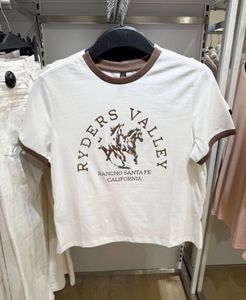 RYDERS VALLEY
RANCHO SANTA FE
CALIFORNIA